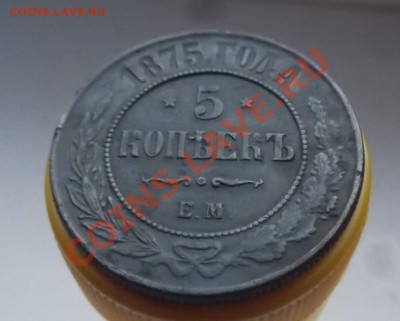 COINS.LAVE.RU
1875 ГОДА
5
КОПѢЕКЪ
Е.М.
COINS.LAVE.RU